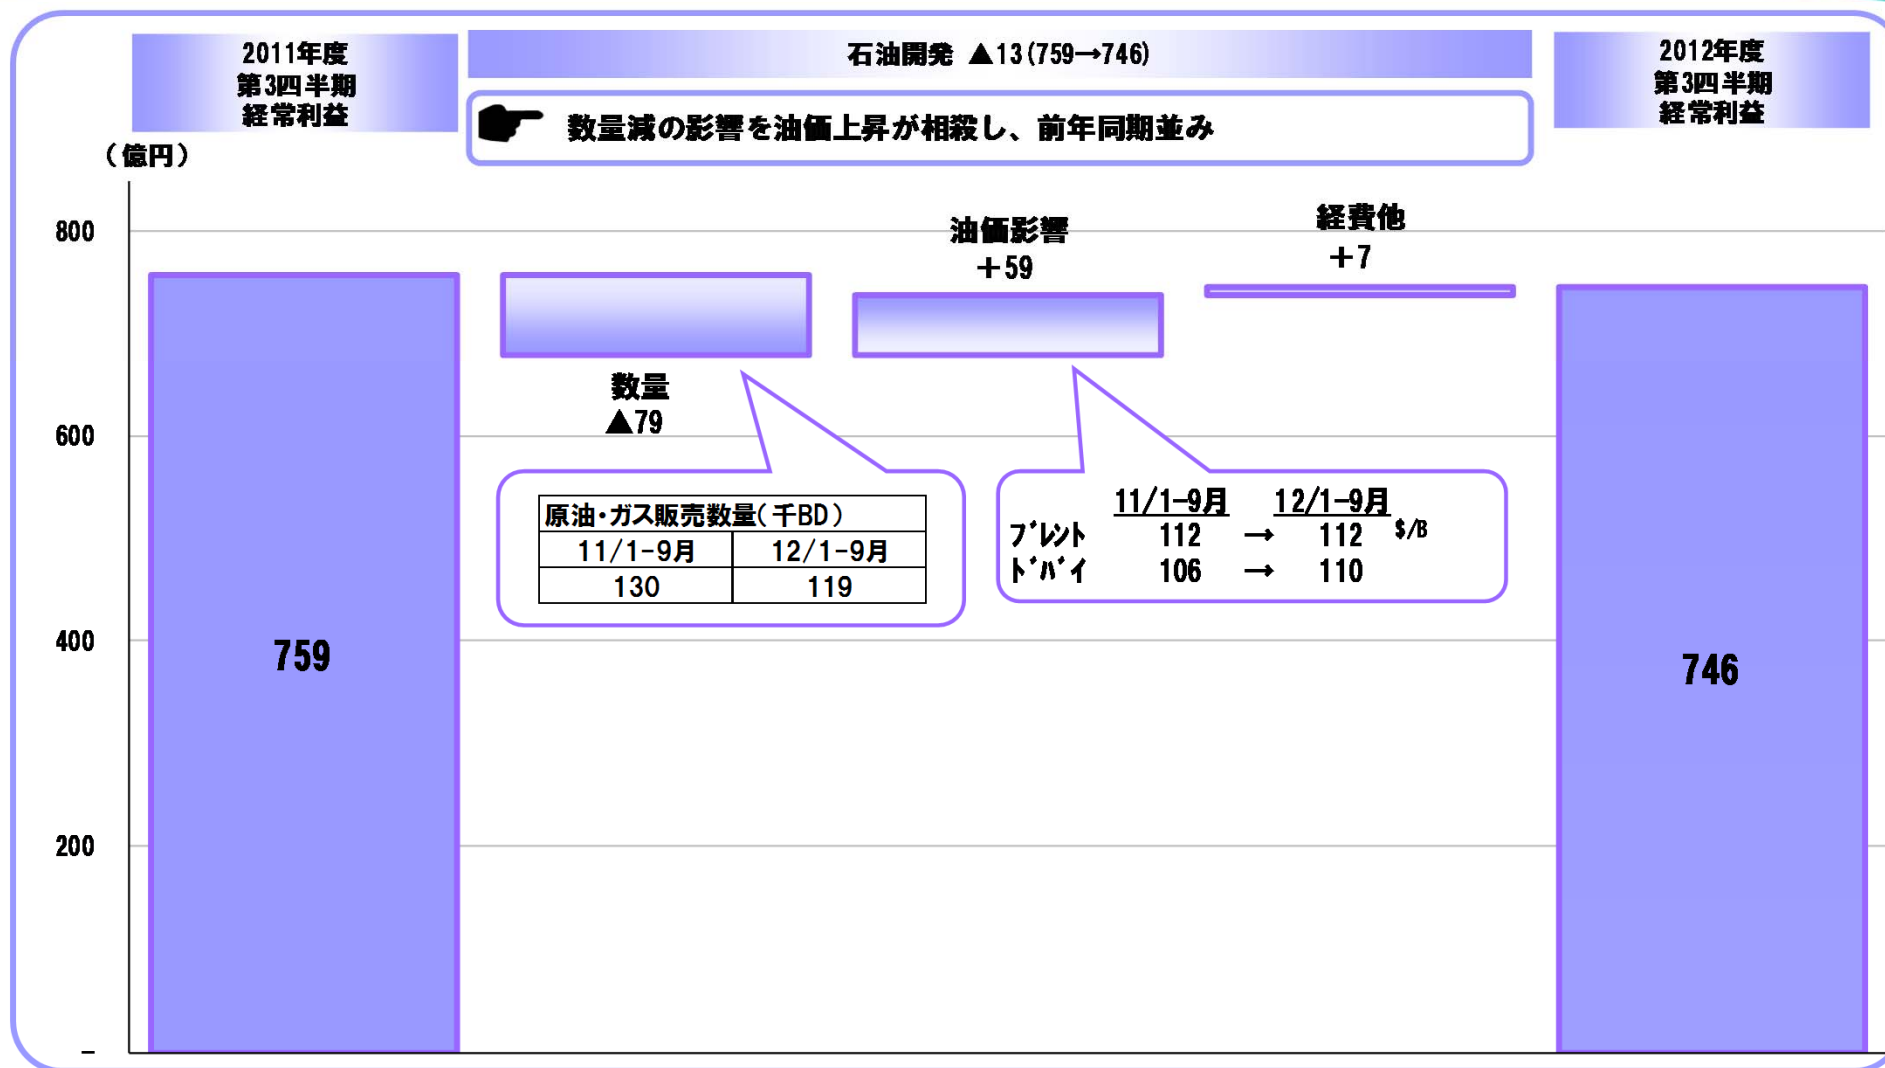 2011年度
第3四半期
経常利益
石油開発 ▲13(759→746)
2012年度
第3四半期
経常利益
数量減の影響を油価上昇が相殺し、前年同期並み
(億円)
800
600
400
200
－
油価影響
＋59
経費他
＋7
数量
▲79
759
746
原油・ガス販売数量(千BD)
11/1-9月 12/1-9月
130 119
11/1-9月 12/1-9月
ﾌﾞﾚﾝﾄ 112 → 112 $/B
ﾄﾞﾊﾞｲ 106 → 110